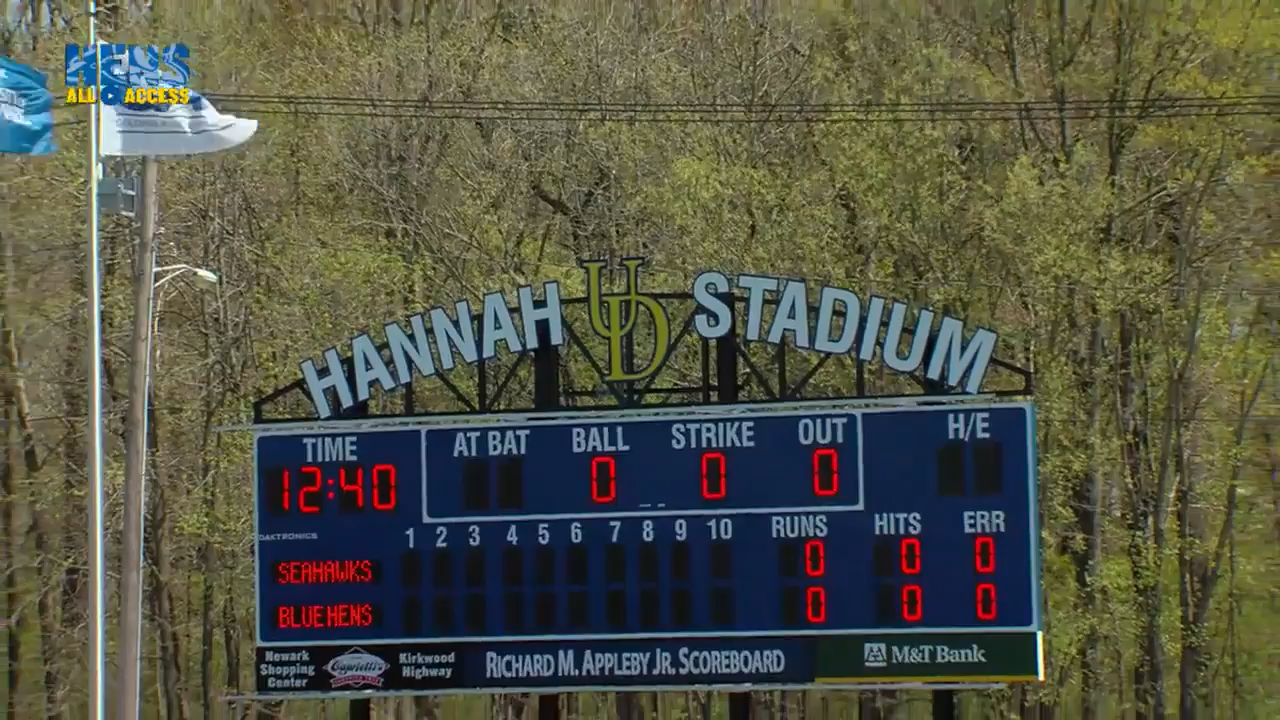 HENS
ALL ACCESS
HANNAH UD STADIUM
TIME AT BAT BALL STRIKE OUT H/E
12:40 0 0 0
DAKTRONICS 1 2 3 4 5 6 7 8 9 10 RUNS HITS ERR
SEAHAWKS 0 0 0
BLUEHENS 0 0 0
Newark Shopping Center
Capriotti's
Kirkwood Highway
RICHARD M. APPLEBY JR. SCOREBOARD
M&T Bank